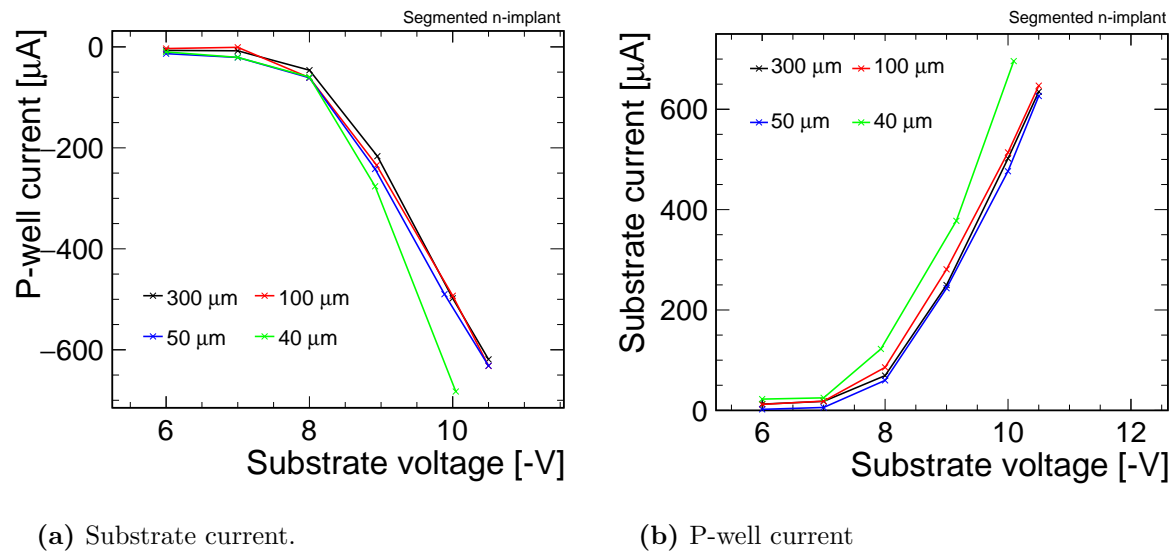 Segmented n-implant
P-well current [μA]
0
−200
−400
−600
300 μm
100 μm
50 μm
40 μm
6
8
10
Substrate voltage [-V]
(a) Substrate current.
Segmented n-implant
Substrate current [μA]
600
400
200
0
300 μm
100 μm
50 μm
40 μm
6
8
10
12
Substrate voltage [-V]
(b) P-well current